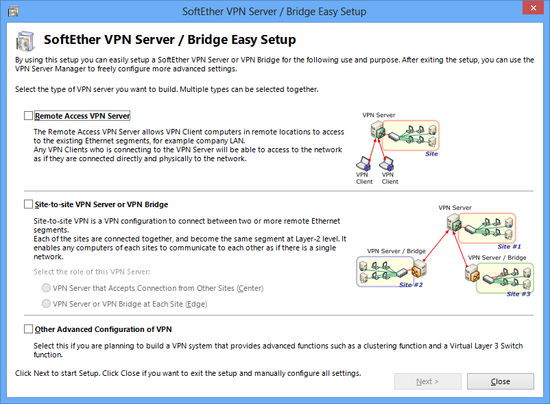 SoftEther VPN Server / Bridge Easy Setup
SoftEther VPN Server / Bridge Easy Setup
By using this setup you can easily setup a SoftEther VPN Server or VPN Bridge for the following use and purpose. After exiting the setup, you can use the
VPN Server Manager to freely configure more advanced settings.
Select the type of VPN server you want to build. Multiple types can be selected together.
Remote Access VPN Server
The Remote Access VPN Server allows VPN Client computers in remote locations to access
to the existing Ethernet segments, for example company LAN.
Any VPN Clients who is connecting to the VPN Server will be able to access to the network
as if they are connected directly and physically to the network.
VPN Server
Site
VPN Client
VPN Client
Site-to-site VPN Server or VPN Bridge
Site-to-site VPN is a VPN configuration to connect between two or more remote Ethernet
segments.
Each of the sites are connected together, and become the same segment at Layer-2 level. It
enables any computers of each sites to communicate to each other as if there is a single
network.
Select the role of this VPN Server:
VPN Server that Accepts Connection from Other Sites (Center)
VPN Server or VPN Bridge at Each Site (Edge)
VPN Server
Site #1
VPN Server / Bridge
Site #2
VPN Server / Bridge
Site #3
Other Advanced Configuration of VPN
Select this if you are planning to build a VPN system that provides advanced functions such as a clustering function and a Virtual Layer 3 Switch
function.
Click Next to start Setup. Click Close if you want to exit the setup and manually configure all settings.
Next >
Close